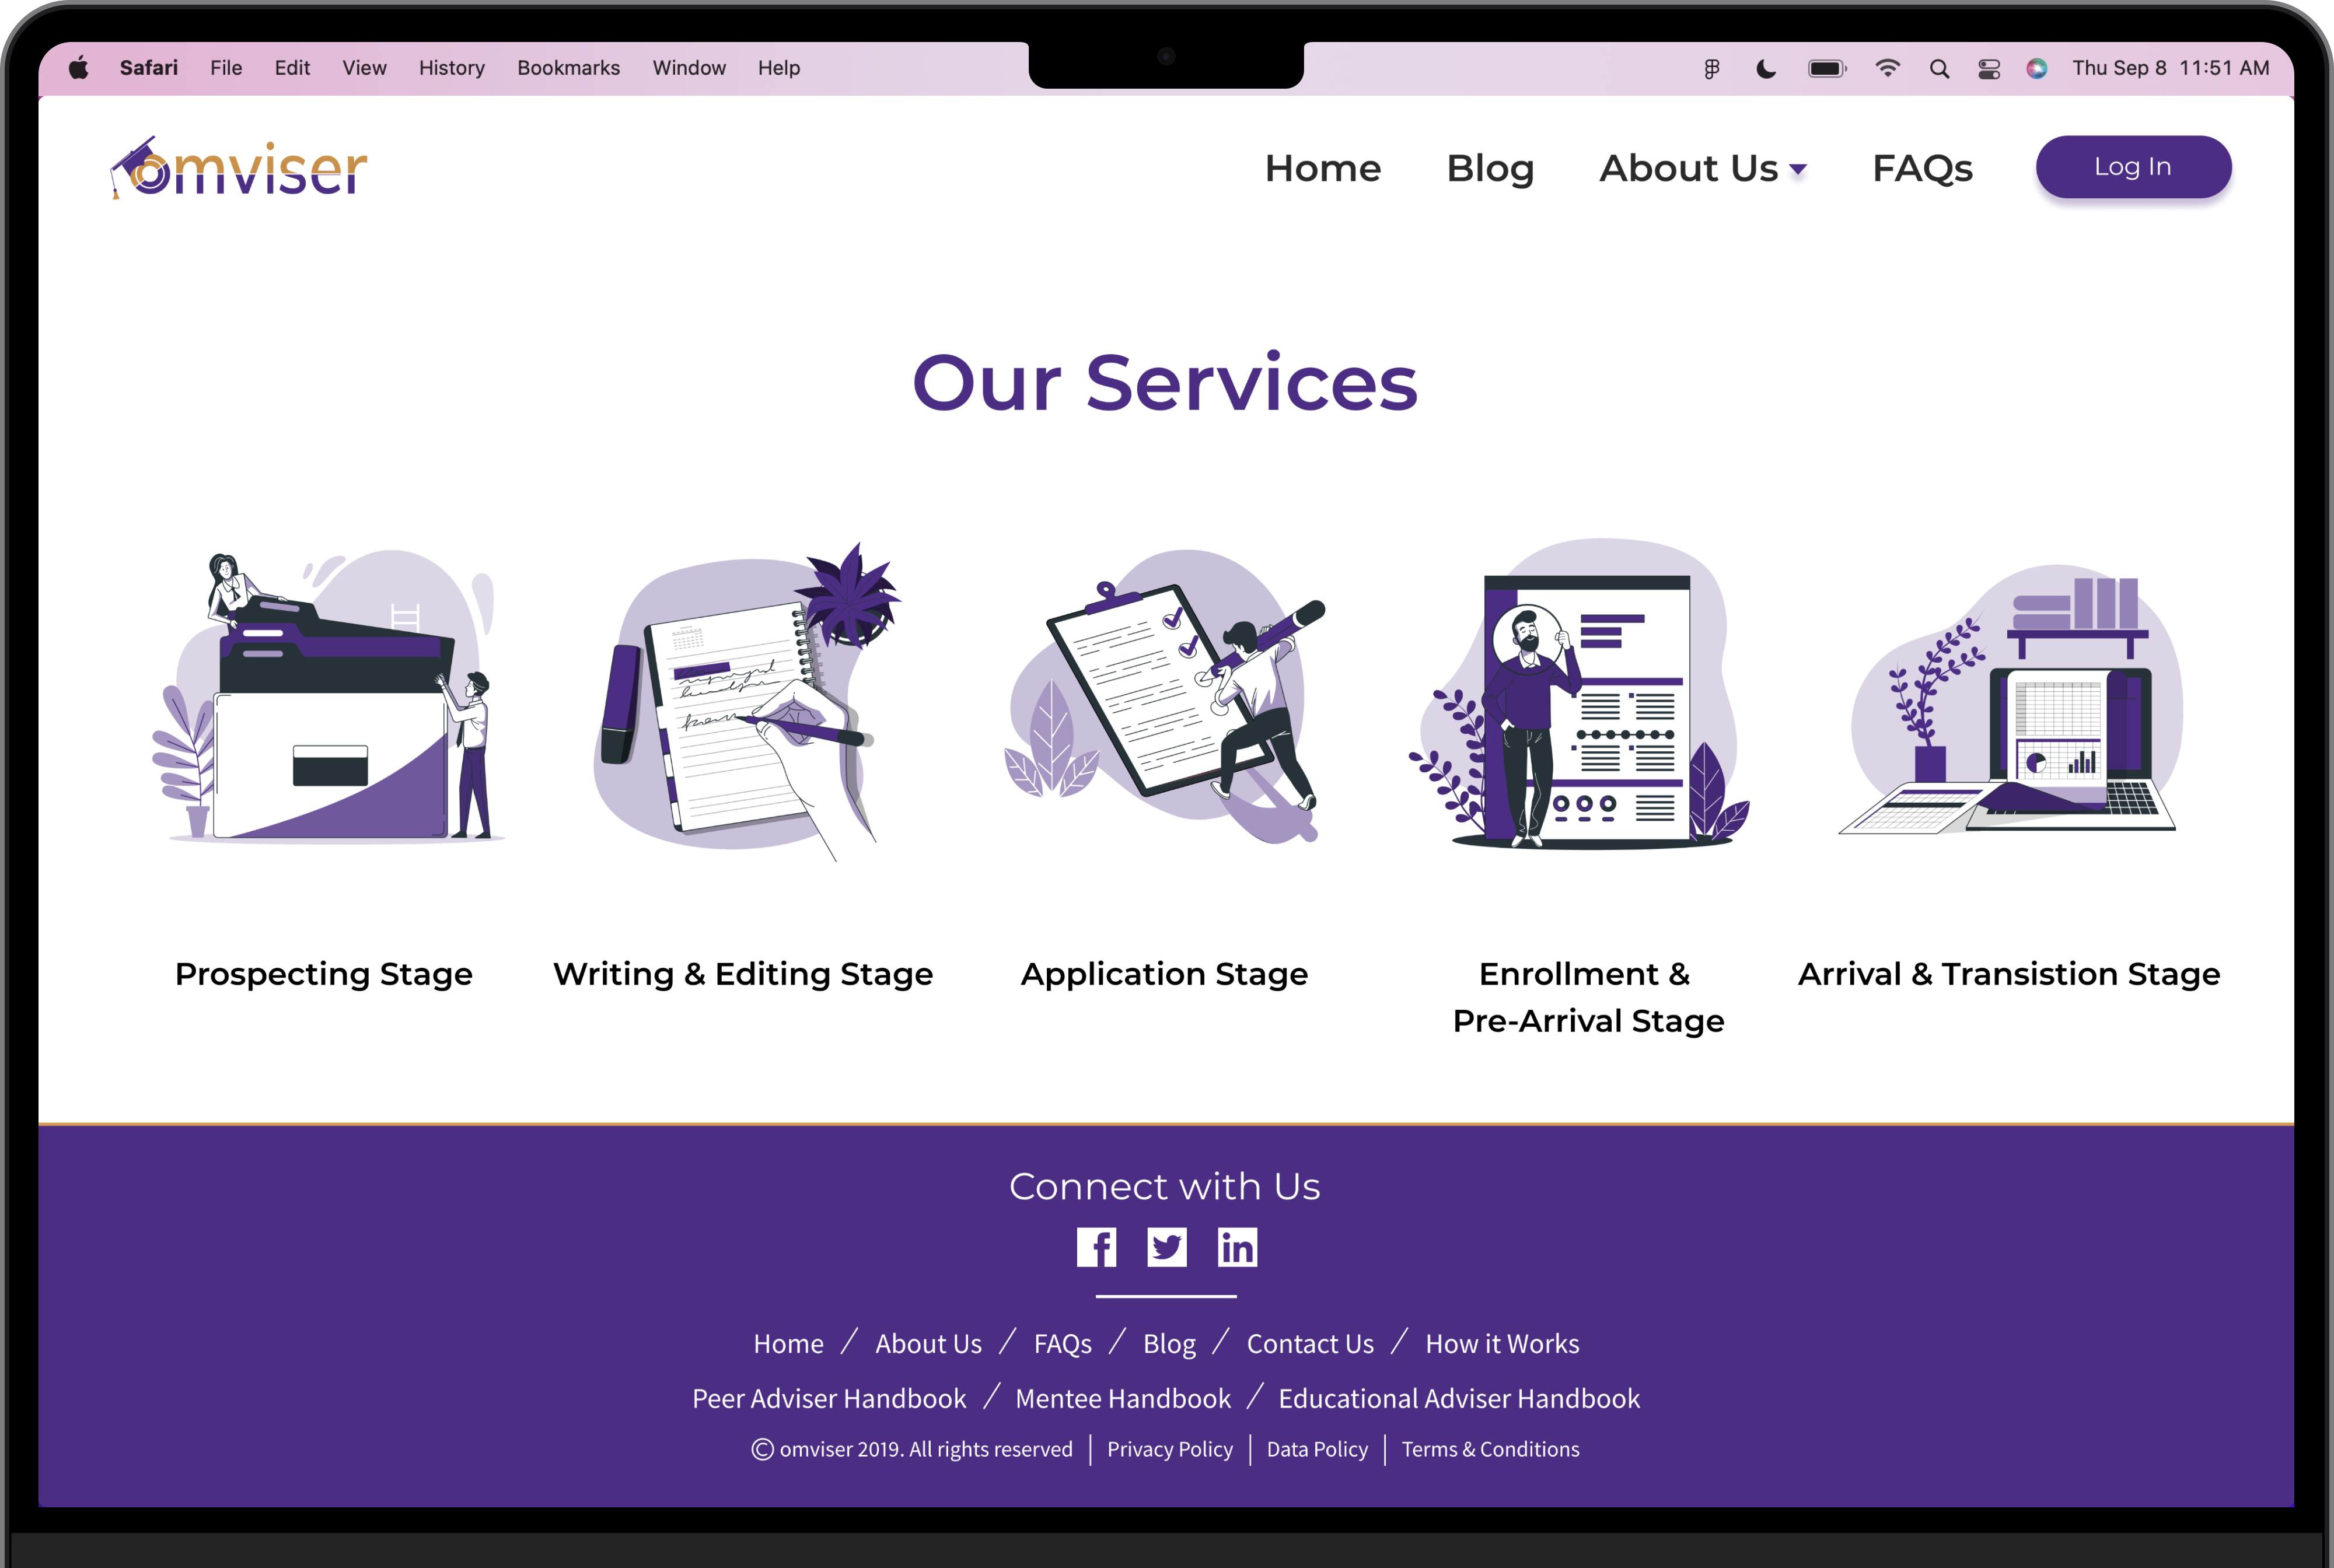 Safari File Edit View History Bookmarks Window Help Thu Sep 8 11:51 AM
omviser Home Blog About Us FAQs Log In
Our Services
Prospecting Stage
Writing & Editing Stage
Application Stage
Enrollment &
Pre-Arrival Stage
Arrival & Transistion Stage
Connect with Us
Home / About Us / FAQs / Blog / Contact Us / How it Works
Peer Adviser Handbook / Mentee Handbook / Educational Adviser Handbook
© omviser 2019. All rights reserved | Privacy Policy | Data Policy | Terms & Conditions